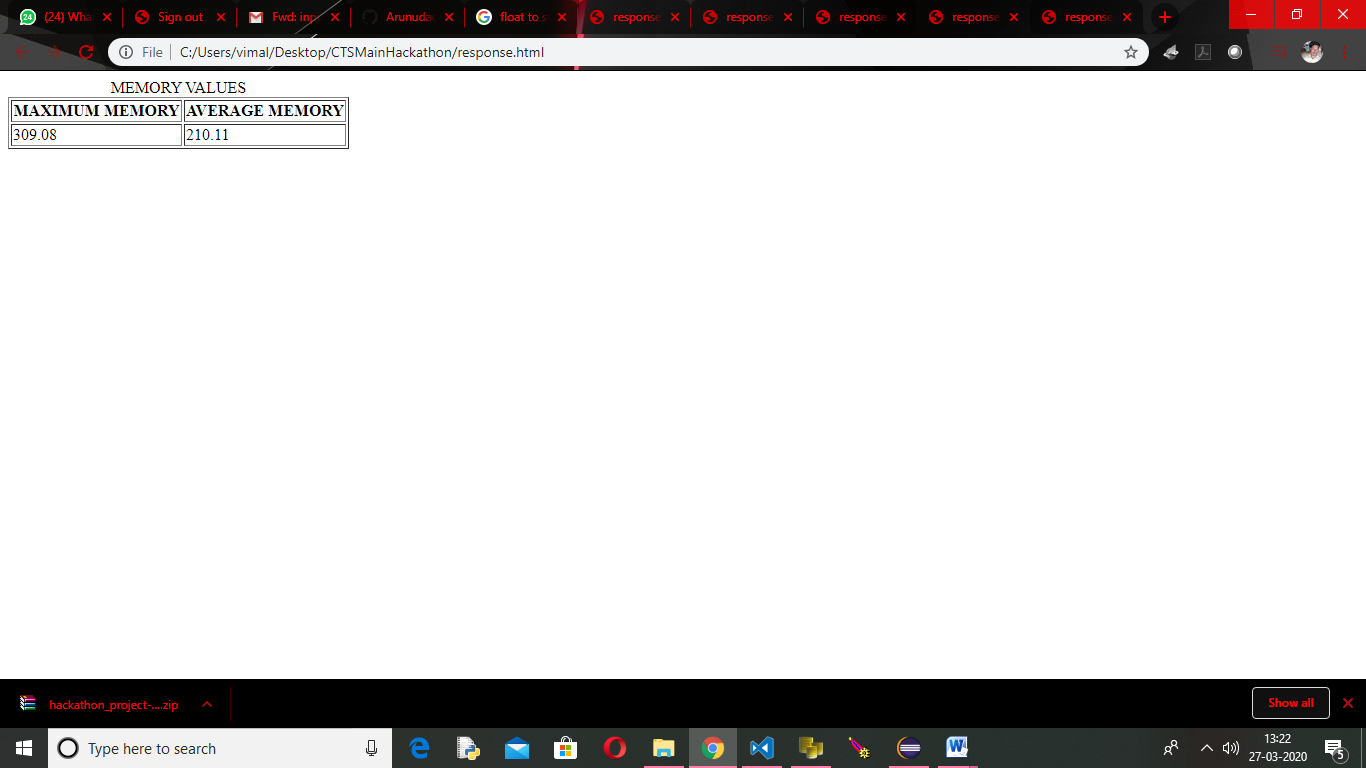 24 (24) Wha Sign out Fwd: inp Arunuda float to s response response response response response
File C:/Users/vimal/Desktop/CTSMainHackathon/response.html
MEMORY VALUES
MAXIMUM MEMORY AVERAGE MEMORY
309.08 210.11
hackathon_project-....zip Show all
Type here to search 13:22
27-03-2020 5